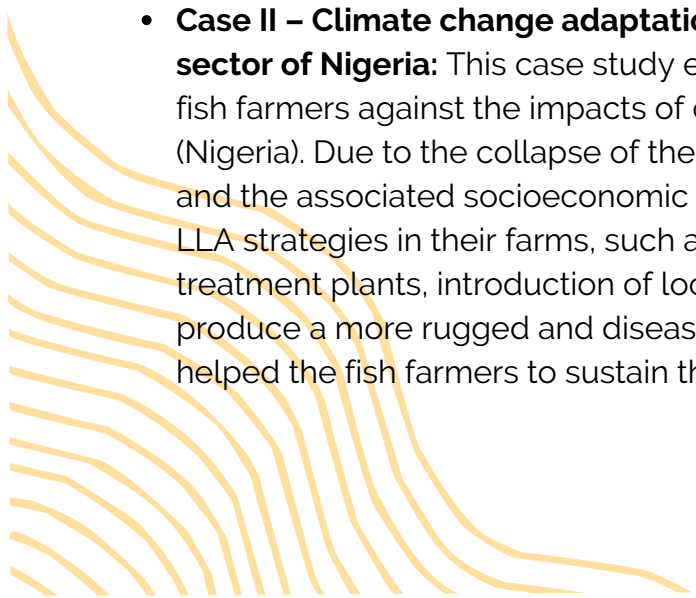 • Case II – Climate change adaptatio
sector of Nigeria: This case study e
fish farmers against the impacts of
(Nigeria). Due to the collapse of the
and the associated socioeconomic
LLA strategies in their farms, such a
treatment plants, introduction of loc
produce a more rugged and diseas
helped the fish farmers to sustain th